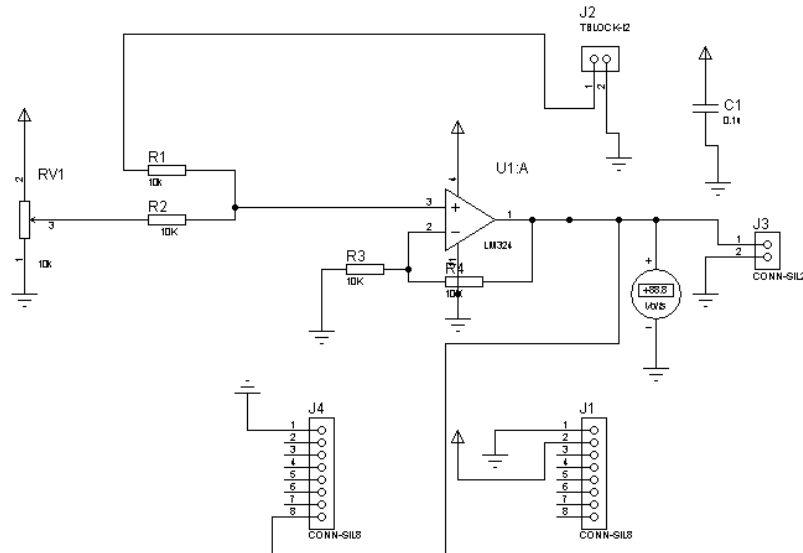 J2
TBLOCK-I2
1
2
C1
0.1u
R1
10k
4
U1:A
RV1
2
R2
10K
3
3
1
2
LM324
J3
1
2
CONN-SIL2
R3
10K
11
R4
10K
+
+88.8
Volts
−
1
10k
J4
1
2
3
4
5
6
7
8
CONN-SIL8
J1
1
2
3
4
5
6
7
8
CONN-SIL8